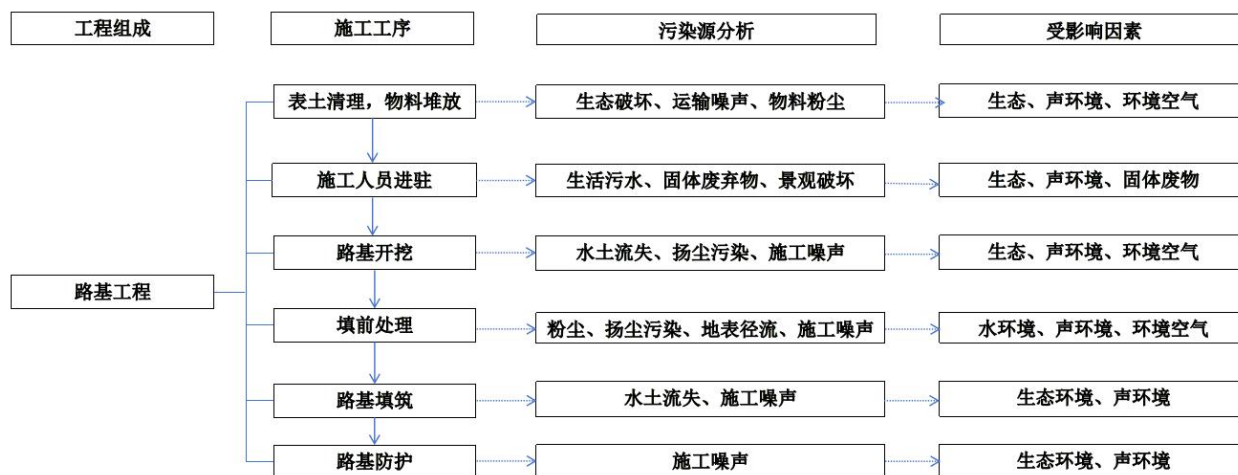 工程组成
施工工序
污染源分析
受影响因素
表土清理，物料堆放
生态破坏、运输噪声、物料粉尘
生态、声环境、环境空气
施工人员进驻
生活污水、固体废弃物、景观破坏
生态、声环境、固体废物
路基开挖
水土流失、扬尘污染、施工噪声
生态、声环境、环境空气
路基工程
填前处理
粉尘、扬尘污染、地表径流、施工噪声
水环境、声环境、环境空气
路基填筑
水土流失、施工噪声
生态环境、声环境
路基防护
施工噪声
生态环境、声环境